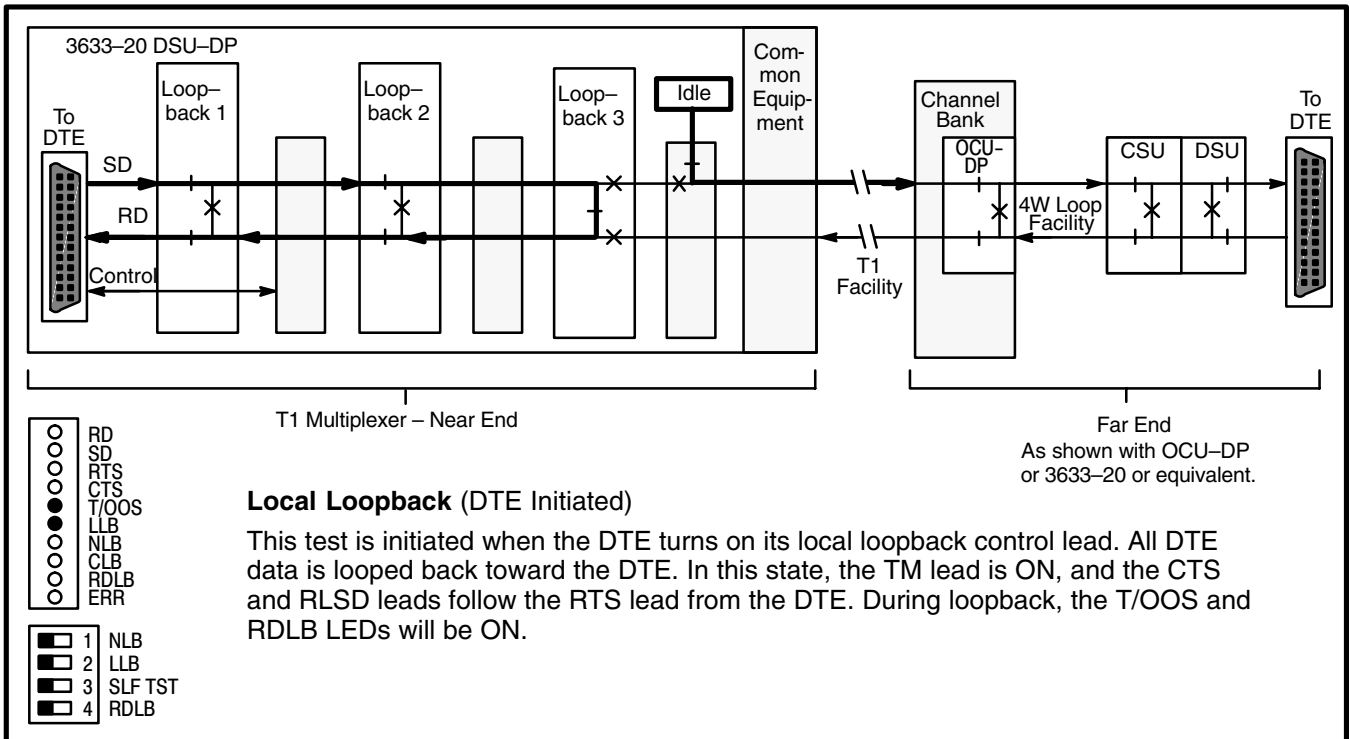 3633–20 DSU–DP
To
DTE
SD
RD
Control
Loop–
back 1
Loop–
back 2
Loop–
back 3
Idle
Com-
mon
Equip-
ment
Channel
Bank
OCU-
DP
4W Loop
Facility
T1
Facility
CSU
DSU
To
DTE
T1 Multiplexer – Near End
Far End
As shown with OCU–DP
or 3633–20 or equivalent.
RD
SD
RTS
CTS
T/OOS
LLB
NLB
CLB
RDLB
ERR
1 NLB
2 LLB
3 SLF TST
4 RDLB
Local Loopback (DTE Initiated)
This test is initiated when the DTE turns on its local loopback control lead. All DTE
data is looped back toward the DTE. In this state, the TM lead is ON, and the CTS
and RLSD leads follow the RTS lead from the DTE. During loopback, the T/OOS and
RDLB LEDs will be ON.